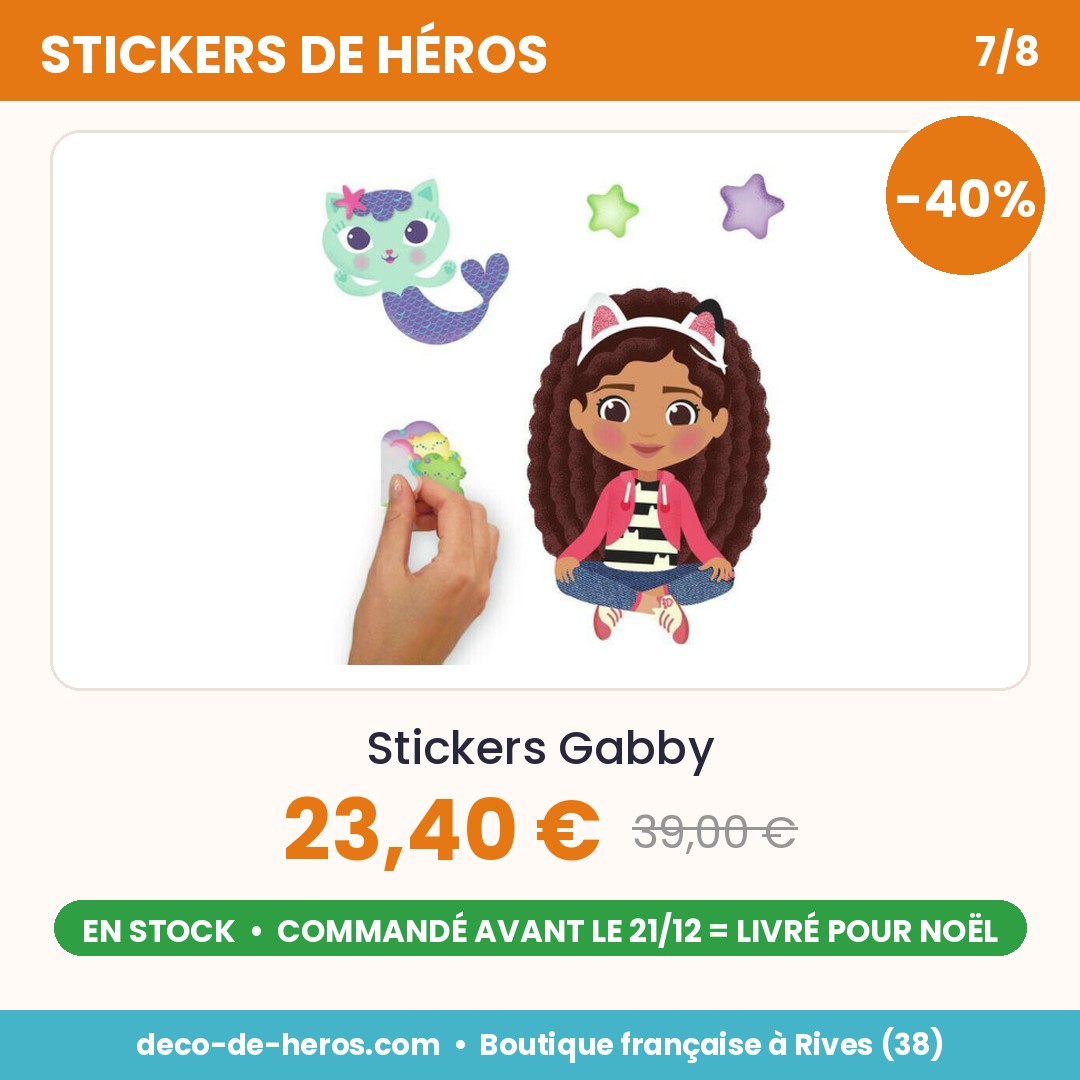 STICKERS DE HÉROS
7/8
-40%
Stickers Gabby
23,40 € 39,00 €
EN STOCK • COMMANDÉ AVANT LE 21/12 = LIVRÉ POUR NOËL
deco-de-heros.com • Boutique française à Rives (38)